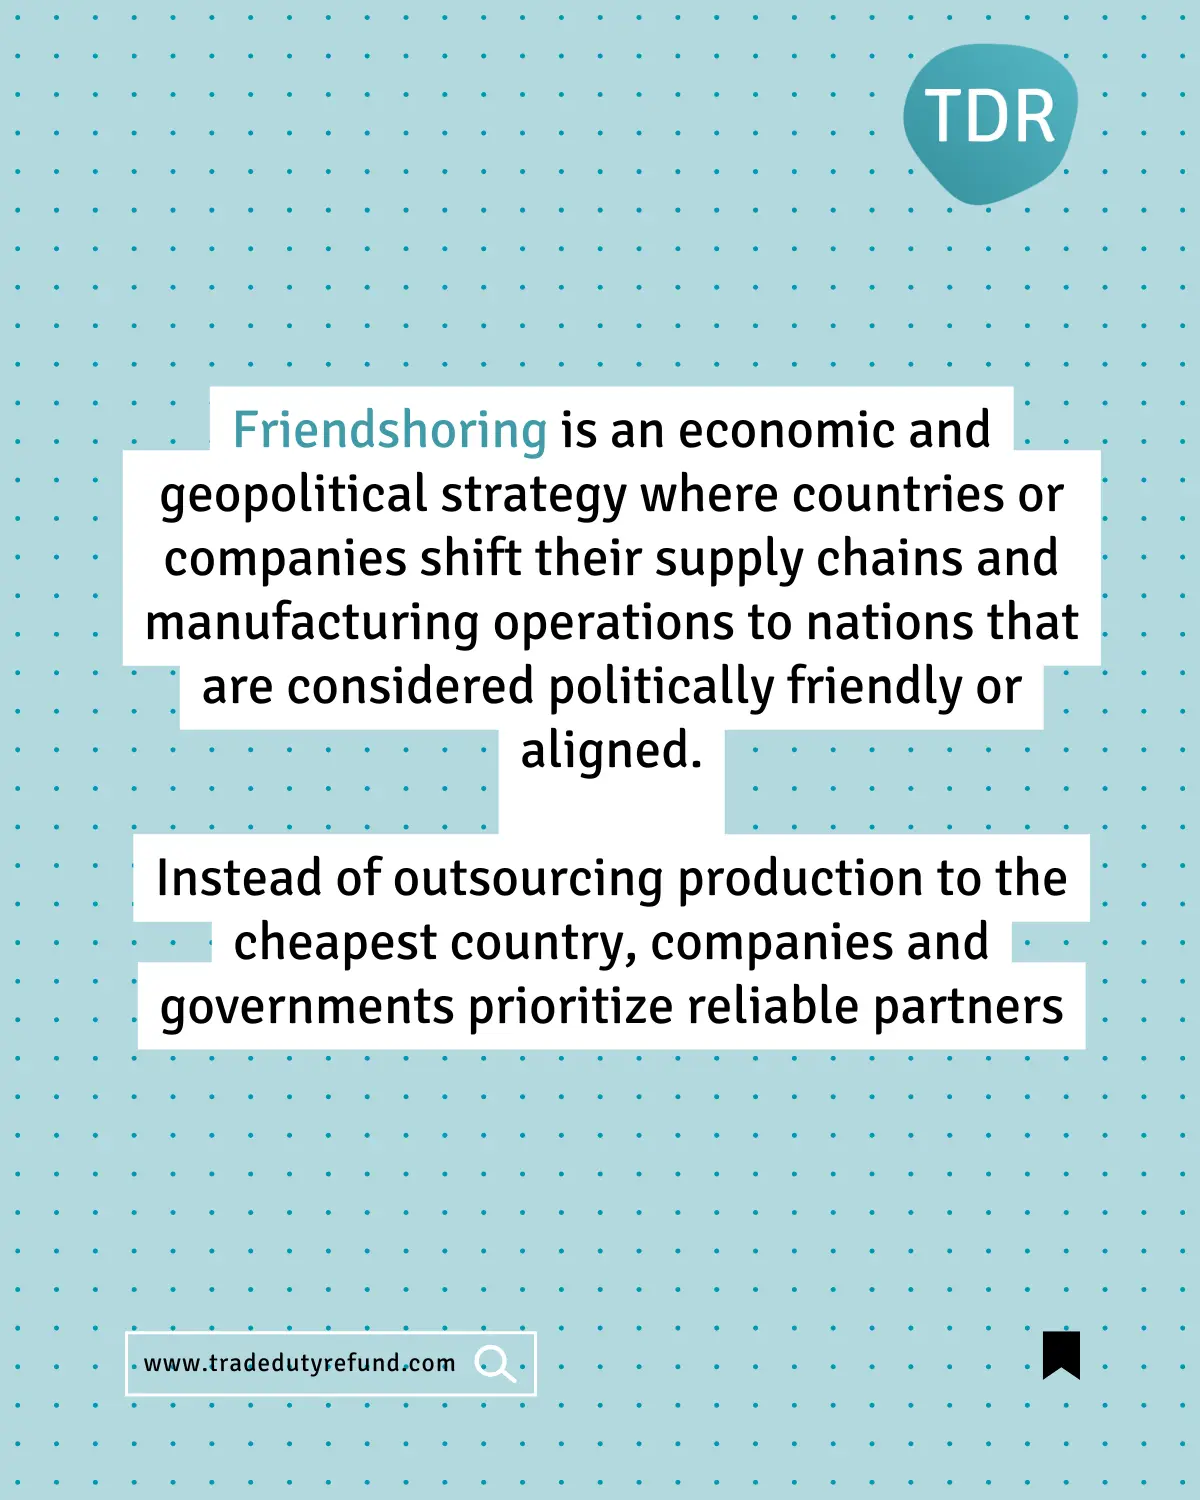 TDR
Friendshoring is an economic and
geopolitical strategy where countries or
companies shift their supply chains and
manufacturing operations to nations that
are considered politically friendly or
aligned.
Instead of outsourcing production to the
cheapest country, companies and
governments prioritize reliable partners
www.tradedutyrefund.com